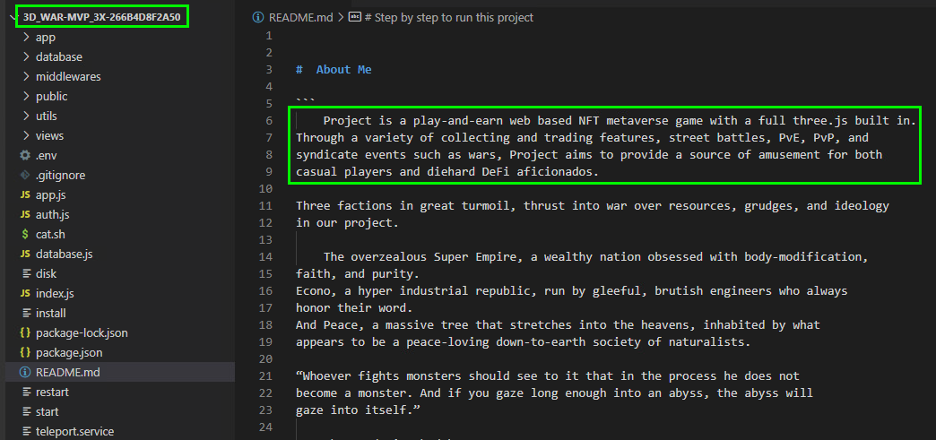 3D_WAR-MVP_3X-266B4D8F2A50
app
database
middlewares
public
utils
views
.env
.gitignore
JS app.js
JS auth.js
$ cat.sh
JS database.js
disk
JS index.js
install
{} package-lock.json
{} package.json
README.md
restart
start
teleport.service
README.md > abc # Step by step to run this project
1
2
3 # About Me
4
5 ```
6 Project is a play-and-earn web based NFT metaverse game with a full three.js built in.
7 Through a variety of collecting and trading features, street battles, PvE, PvP, and
8 syndicate events such as wars, Project aims to provide a source of amusement for both
9 casual players and diehard DeFi aficionados.
10
11 Three factions in great turmoil, thrust into war over resources, grudges, and ideology
12 in our project.
13
14 The overzealous Super Empire, a wealthy nation obsessed with body-modification,
15 faith, and purity.
16 Econo, a hyper industrial republic, run by gleeful, brutish engineers who always
17 honor their word.
18 And Peace, a massive tree that stretches into the heavens, inhabited by what
19 appears to be a peace-loving down-to-earth society of naturalists.
20
21 “Whoever fights monsters should see to it that in the process he does not
22 become a monster. And if you gaze long enough into an abyss, the abyss will
23 gaze into itself.”
24